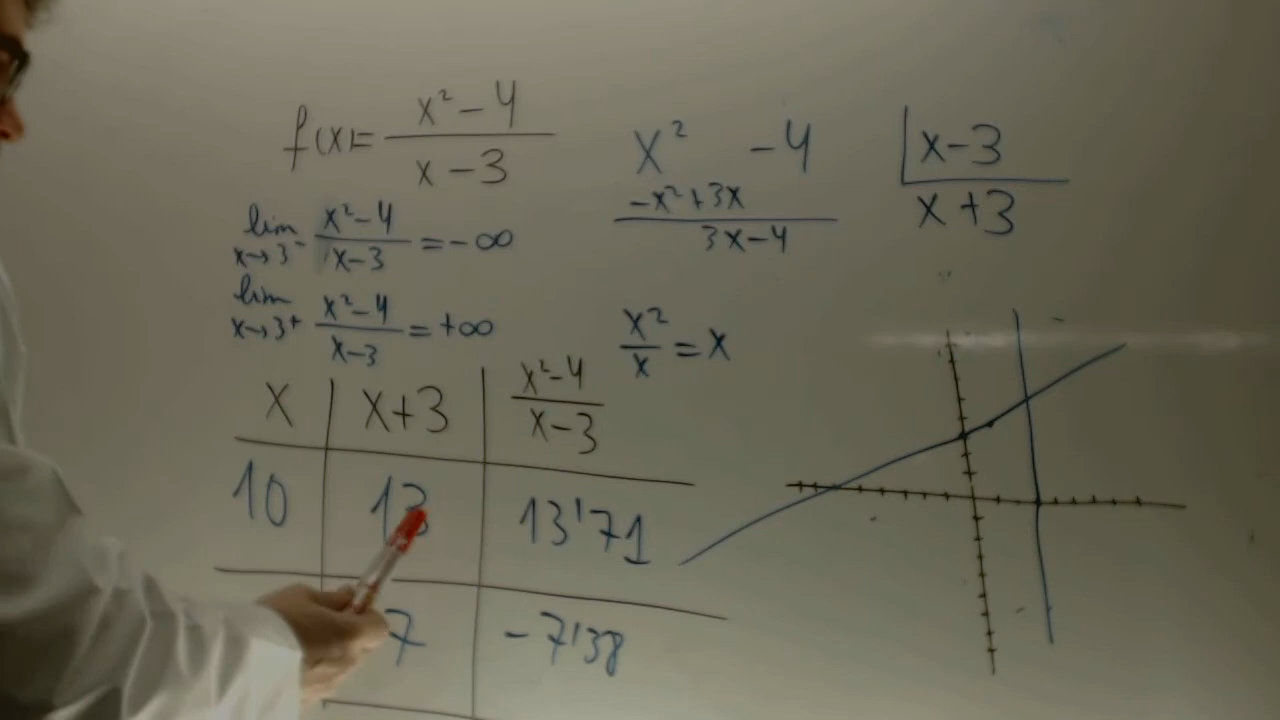 f(x)= x²-4 / x-3
lim x→3⁻ x²-4 / x-3 = -∞
lim x→3⁺ x²-4 / x-3 = +∞
x² -4 | x-3
-x²+3x x+3
3x-4
x²/x = x
x | x+3 | x²-4 / x-3
10 | 13 | 13'71
7 | -7'38